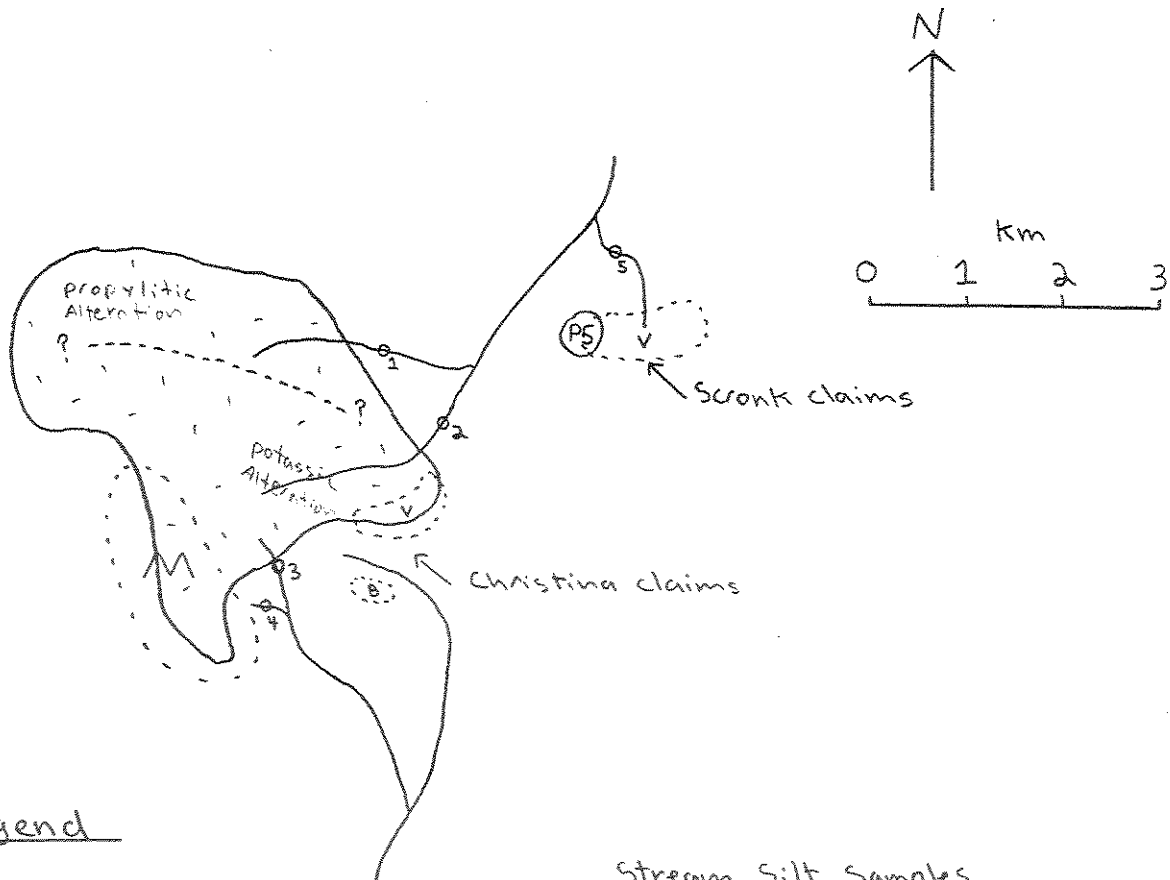 N
km
0 1 2 3
propylitic
Alteration
?
?
1
2
5
P5
V
Scronk claims
potassic
Alteration
V
M
3
B
4
Christina claims
gend
Stream Silt Samples